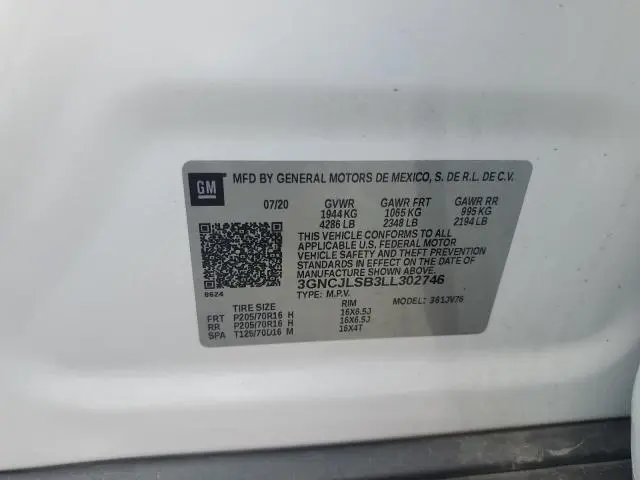 GM
MFD BY GENERAL MOTORS DE MEXICO, S. DE R.L. DE C.V.
07/20 GVWR GAWR FRT GAWR RR
1944 KG 1065 KG 995 KG
4286 LB 2348 LB 2194 LB
THIS VEHICLE CONFORMS TO ALL
APPLICABLE U.S. FEDERAL MOTOR
VEHICLE SAFETY AND THEFT
PREVENTION STANDARDS IN EFFECT ON THE DATE OF
MANUFACTURE SHOWN ABOVE.
3GNCJLSB3LL302746
8624
TYPE: M.P.V. MODEL: 361JV76
TIRE SIZE RIM
FRT P205/70R16 H 16X6.5J
RR P205/70R16 H 16X6.5J
SPA T125/70D16 M 16X4T